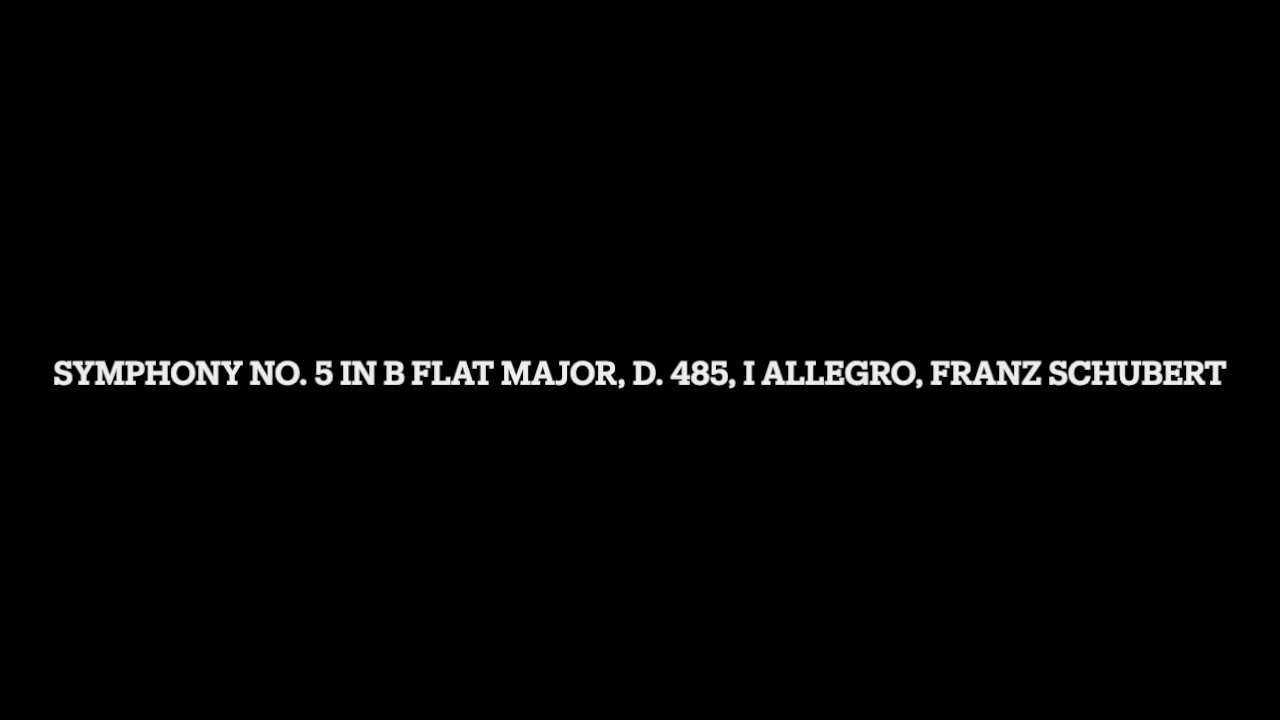 SYMPHONY NO. 5 IN B FLAT MAJOR, D. 485, I ALLEGRO, FRANZ SCHUBERT